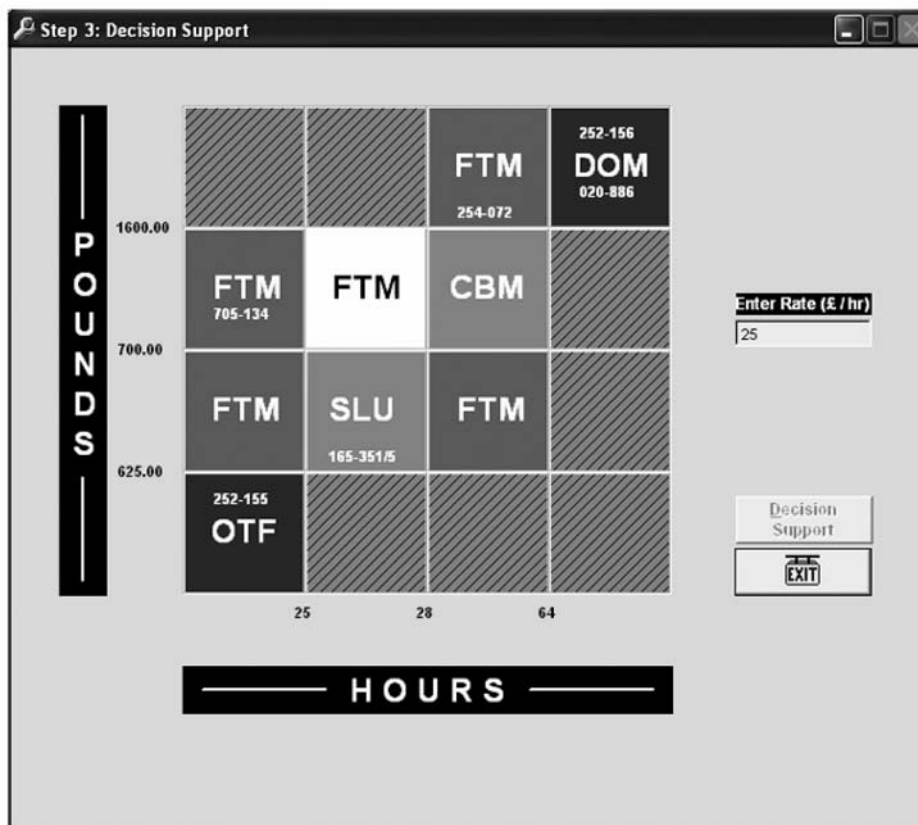 Step 3: Decision Support
POUNDS
FTM
254-072
252-156
DOM
020-886
1600.00
FTM
705-134
FTM
CBM
Enter Rate (£ / hr)
25
700.00
FTM
SLU
165-351/5
FTM
625.00
252-155
OTF
Decision
Support
EXIT
25 28 64
HOURS